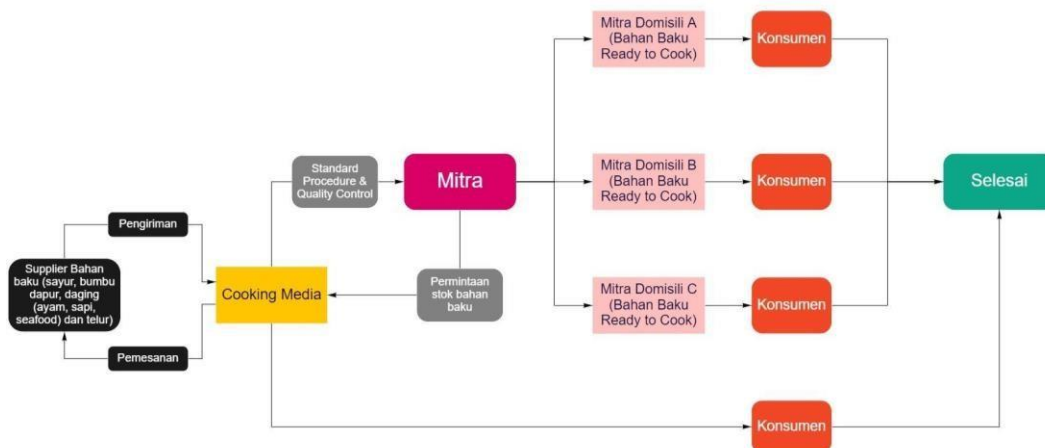 Mitra Domisili A
(Bahan Baku
Ready to Cook)
Konsumen
Standard
Procedure &
Quality Control
Mitra
Mitra Domisili B
(Bahan Baku
Ready to Cook)
Konsumen
Selesai
Pengiriman
Supplier Bahan
baku (sayur, bumbu
dapur, daging
(ayam, sapi,
seafood) dan telur)
Cooking Media
Permintaan
stok bahan
baku
Mitra Domisili C
(Bahan Baku
Ready to Cook)
Konsumen
Pemesanan
Konsumen